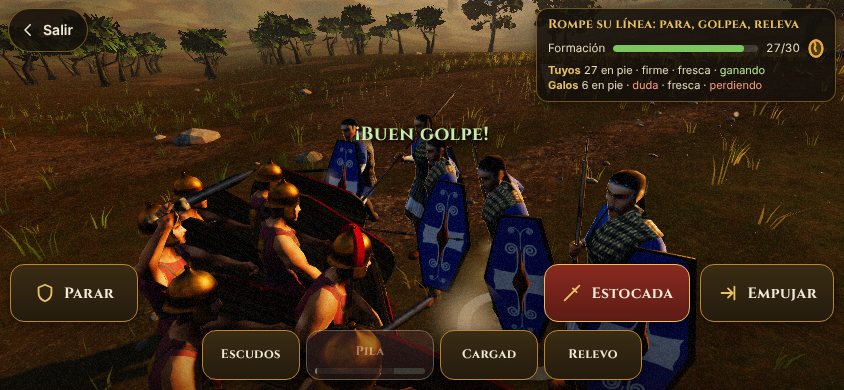 Salir
Rompe su línea: para, golpea, releva
Formación 27/30
Tuyos 27 en pie · firme · fresca · ganando
Galos 6 en pie · duda · fresca · perdiendo
¡Buen golpe!
Parar
Estocada
Empujar
Escudos
Pila
Cargad
Relevo